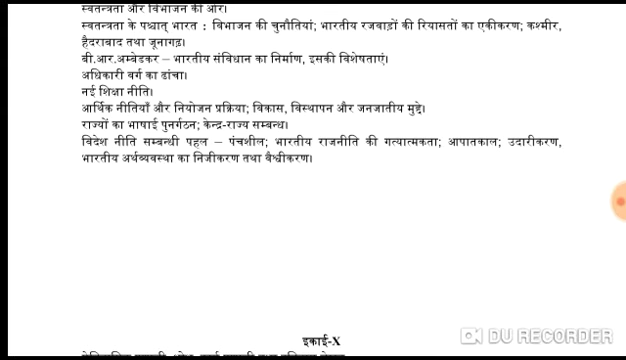 स्वतन्त्रता और विभाजन की ओर।
स्वतन्त्रता के पश्चात् भारत : विभाजन की चुनौतियां; भारतीय रजवाड़ों की रियासतों का एकीकरण; कश्मीर,
हैदराबाद तथा जूनागढ़।
बी.आर.अम्बेडकर – भारतीय संविधान का निर्माण, इसकी विशेषताएं।
अधिकारी वर्ग का ढांचा।
नई शिक्षा नीति।
आर्थिक नीतियाँ और नियोजन प्रक्रिया; विकास, विस्थापन और जनजातीय मुद्दे।
राज्यों का भाषाई पुनर्गठन; केन्द्र-राज्य सम्बन्ध।
विदेश नीति सम्बन्धी पहल – पंचशील; भारतीय राजनीति की गत्यात्मकता; आपातकाल; उदारीकरण,
भारतीय अर्थव्यवस्था का निजीकरण तथा वैश्वीकरण।
इकाई-X
DU RECORDER